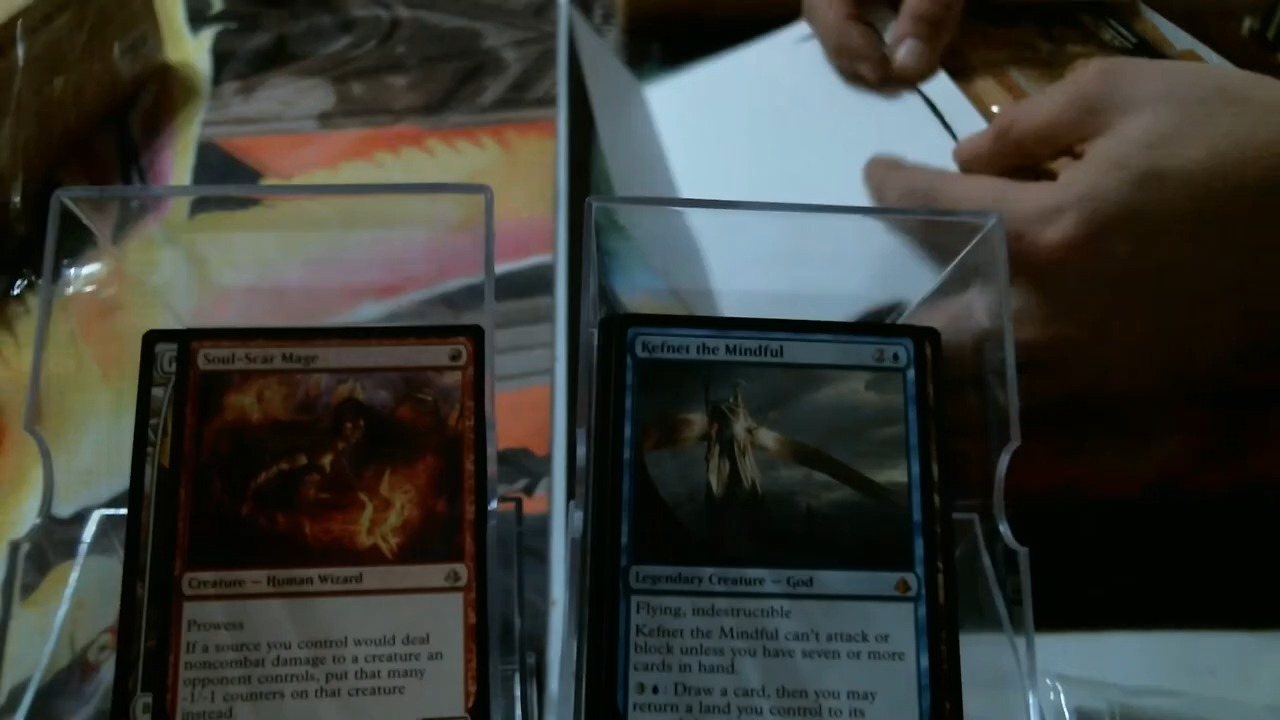 Soul-Scar Mage
Creature — Human Wizard
Prowess
If a source you control would deal
noncombat damage to a creature an
opponent controls, put that many
-1/-1 counters on that creature
instead
Kefnet the Mindful
2
Legendary Creature — God
Flying, indestructible
Kefnet the Mindful can't attack or
block unless you have seven or more
cards in hand.
3 : Draw a card, then you may
return a land you control to its